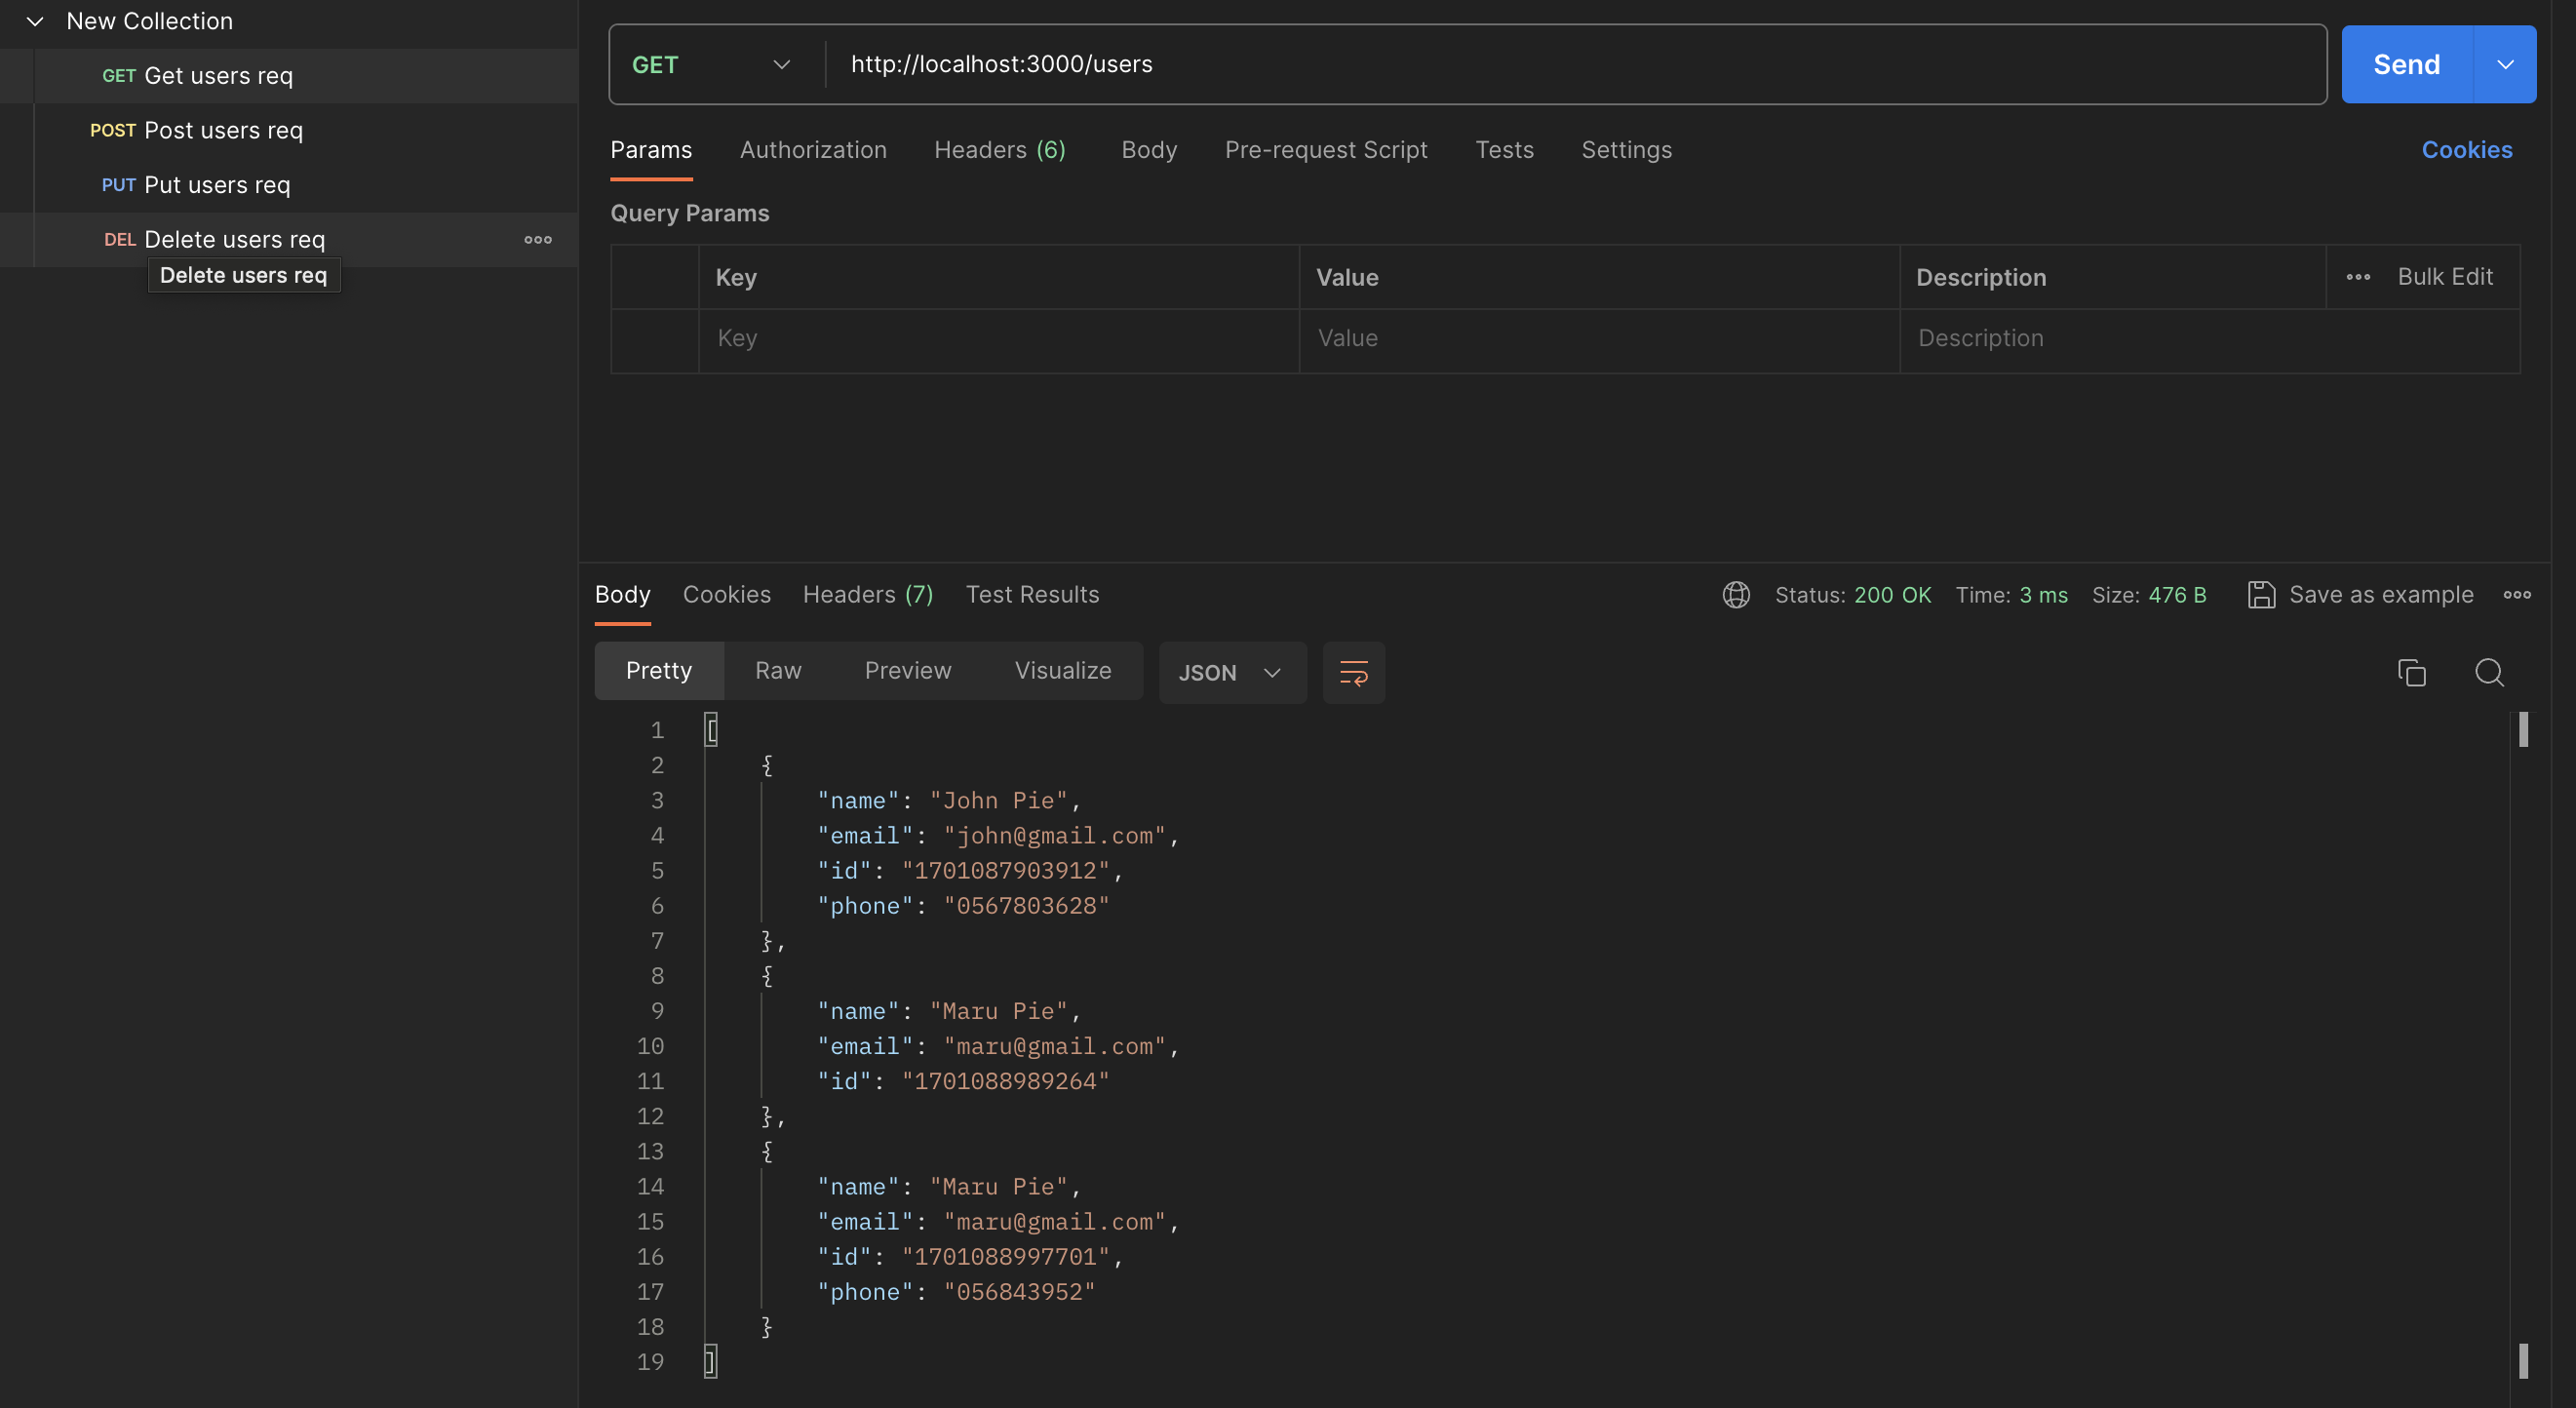 New Collection
GET Get users req
POST Post users req
PUT Put users req
DEL Delete users req
Delete users req
GET http://localhost:3000/users Send
Params Authorization Headers (6) Body Pre-request Script Tests Settings Cookies
Query Params
Key Value Description Bulk Edit
Key Value Description
Body Cookies Headers (7) Test Results Status: 200 OK Time: 3 ms Size: 476 B Save as example
Pretty Raw Preview Visualize JSON
1 [
2 {
3 "name": "John Pie",
4 "email": "john@gmail.com",
5 "id": "1701087903912",
6 "phone": "0567803628"
7 },
8 {
9 "name": "Maru Pie",
10 "email": "maru@gmail.com",
11 "id": "1701088989264"
12 },
13 {
14 "name": "Maru Pie",
15 "email": "maru@gmail.com",
16 "id": "1701088997701",
17 "phone": "056843952"
18 }
19 ]